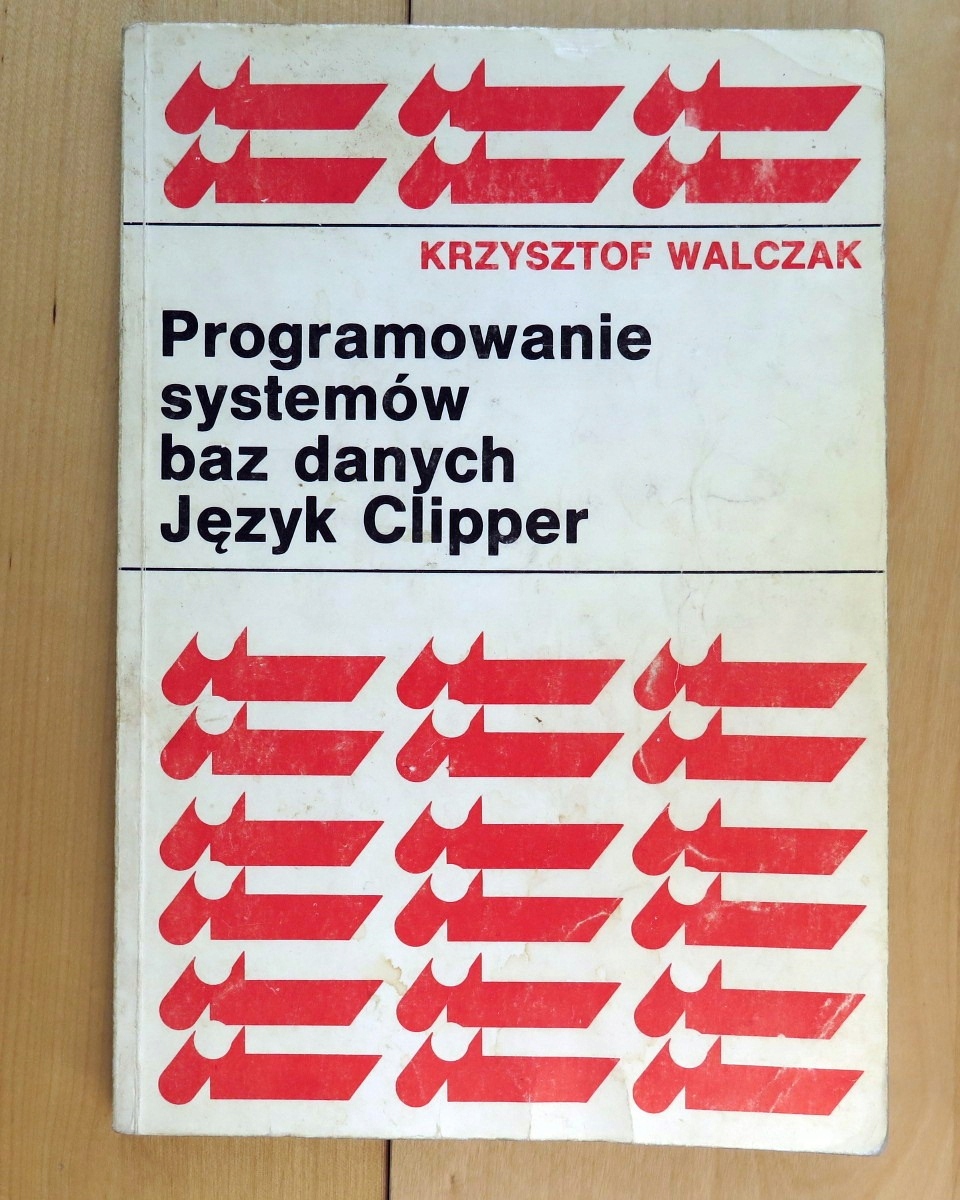 KRZYSZTOF WALCZAK
Programowanie
systemów
baz danych
Język Clipper